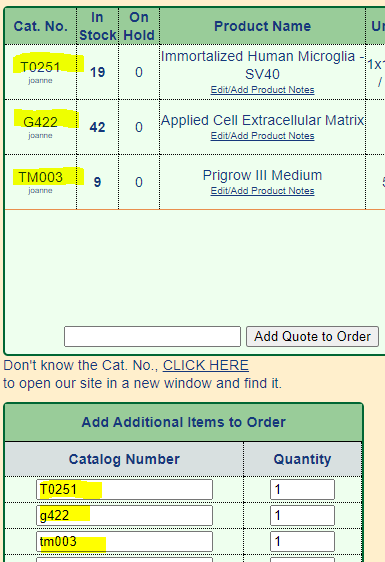 Cat. No. In Stock On Hold Product Name
T0251 19 0 Immortalized Human Microglia - SV40
joanne Edit/Add Product Notes
G422 42 0 Applied Cell Extracellular Matrix
joanne Edit/Add Product Notes
TM003 9 0 Prigrow III Medium
joanne Edit/Add Product Notes
Add Quote to Order
Don't know the Cat. No., CLICK HERE
to open our site in a new window and find it.
Add Additional Items to Order
Catalog Number Quantity
T0251 1
g422 1
tm003 1